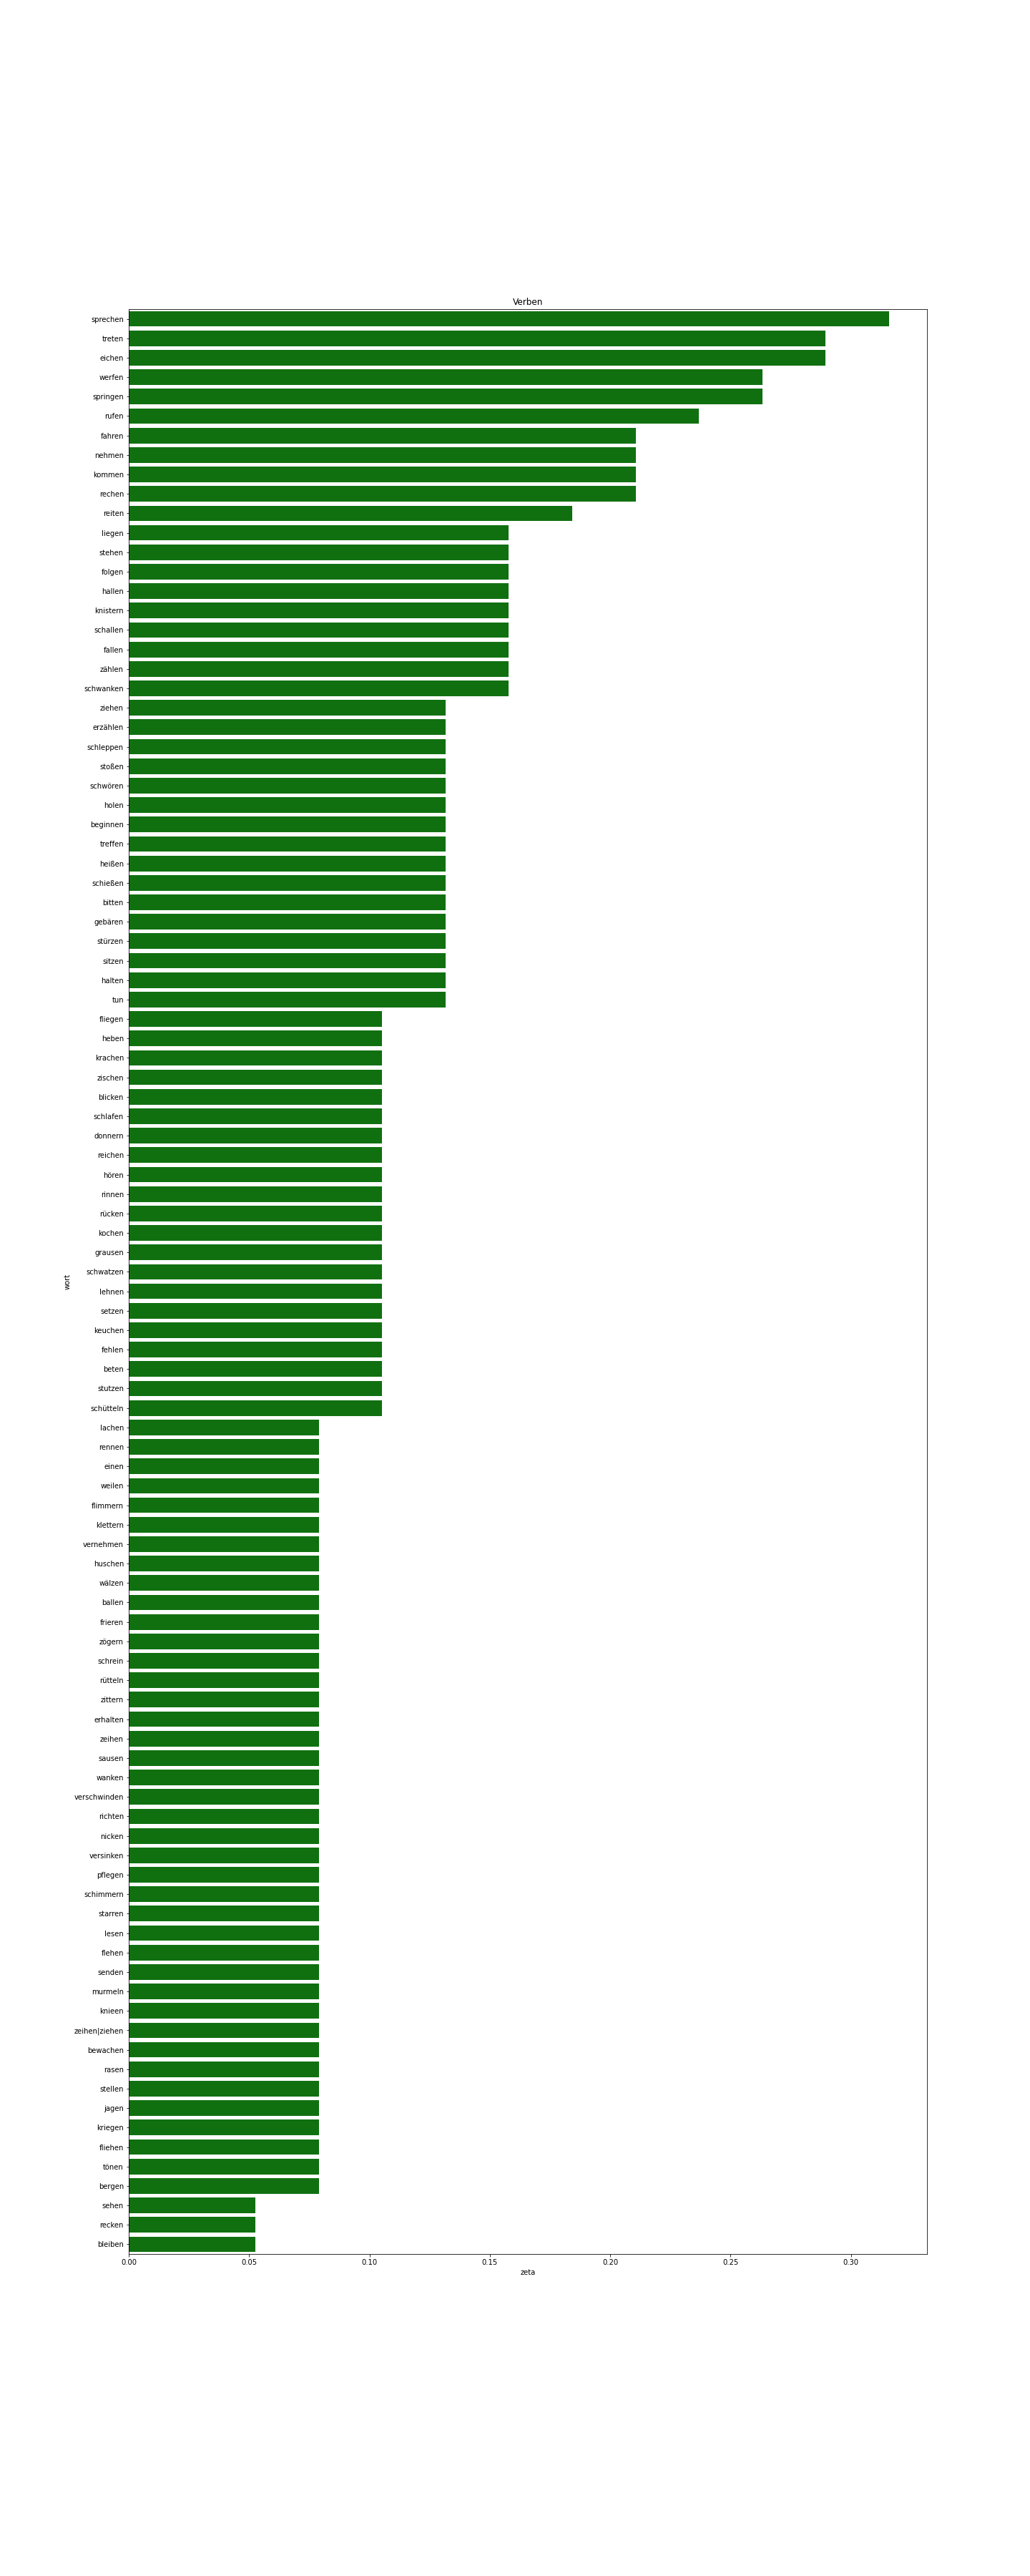 Verben
sprechen
treten
eichen
werfen
springen
rufen
fahren
nehmen
kommen
rechen
reiten
liegen
stehen
folgen
hallen
knistern
schallen
fallen
zählen
schwanken
ziehen
erzählen
schleppen
stoßen
schwören
holen
beginnen
treffen
heißen
schießen
bitten
gebären
stürzen
sitzen
halten
tun
fliegen
heben
krachen
zischen
blicken
schlafen
donnern
reichen
hören
rinnen
rücken
kochen
grausen
schwatzen
lehnen
setzen
keuchen
fehlen
beten
stutzen
schütteln
lachen
rennen
einen
weilen
flimmern
klettern
vernehmen
huschen
wälzen
ballen
frieren
zögern
schrein
rütteln
zittern
erhalten
zeihen
sausen
wanken
verschwinden
richten
nicken
versinken
pflegen
schimmern
starren
lesen
flehen
senden
murmeln
knieen
zeihen|ziehen
bewachen
rasen
stellen
jagen
kriegen
fliehen
tönen
bergen
sehen
recken
bleiben
wort
0.00 0.05 0.10 0.15 0.20 0.25 0.30
zeta